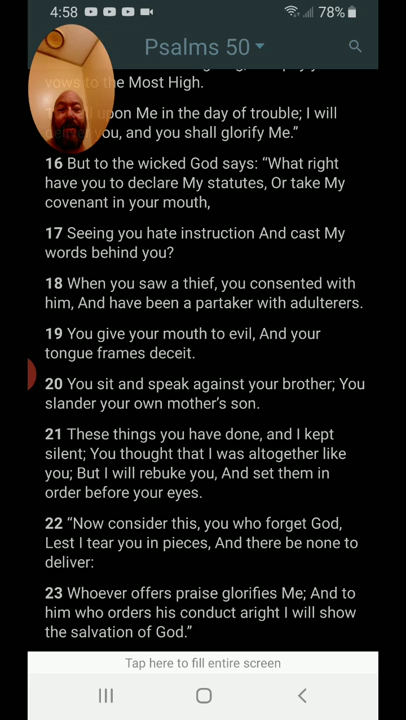 4:58
78%
Psalms 50
vows to the Most High.
upon Me in the day of trouble; I will
you, and you shall glorify Me.”
16 But to the wicked God says: “What right
have you to declare My statutes, Or take My
covenant in your mouth,
17 Seeing you hate instruction And cast My
words behind you?
18 When you saw a thief, you consented with
him, And have been a partaker with adulterers.
19 You give your mouth to evil, And your
tongue frames deceit.
20 You sit and speak against your brother; You
slander your own mother’s son.
21 These things you have done, and I kept
silent; You thought that I was altogether like
you; But I will rebuke you, And set them in
order before your eyes.
22 “Now consider this, you who forget God,
Lest I tear you in pieces, And there be none to
deliver:
23 Whoever offers praise glorifies Me; And to
him who orders his conduct aright I will show
the salvation of God.”
Tap here to fill entire screen